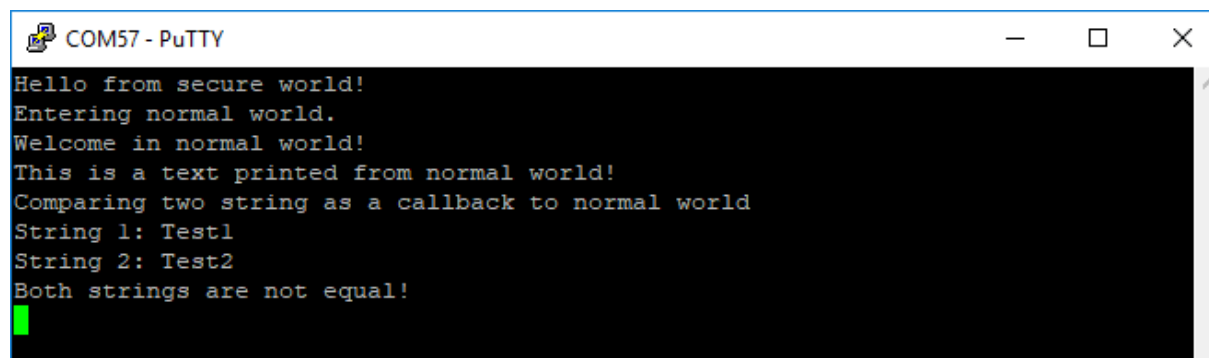 COM57 - PuTTY
Hello from secure world!
Entering normal world.
Welcome in normal world!
This is a text printed from normal world!
Comparing two string as a callback to normal world
String 1: Test1
String 2: Test2
Both strings are not equal!